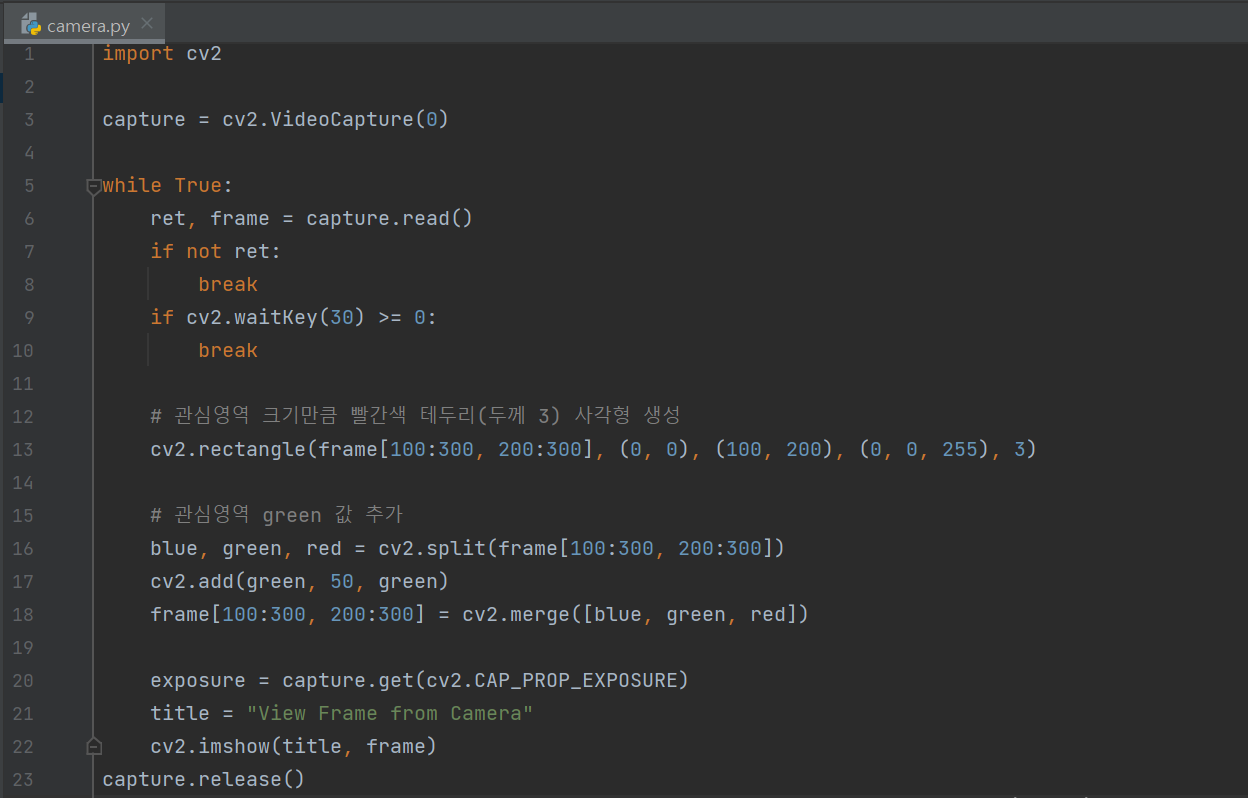 camera.py
1 import cv2
2
3 capture = cv2.VideoCapture(0)
4
5 while True:
6     ret, frame = capture.read()
7     if not ret:
8         break
9     if cv2.waitKey(30) >= 0:
10         break
11
12     # 관심영역 크기만큼 빨간색 테두리(두께 3) 사각형 생성
13     cv2.rectangle(frame[100:300, 200:300], (0, 0), (100, 200), (0, 0, 255), 3)
14
15     # 관심영역 green 값 추가
16     blue, green, red = cv2.split(frame[100:300, 200:300])
17     cv2.add(green, 50, green)
18     frame[100:300, 200:300] = cv2.merge([blue, green, red])
19
20     exposure = capture.get(cv2.CAP_PROP_EXPOSURE)
21     title = "View Frame from Camera"
22     cv2.imshow(title, frame)
23 capture.release()